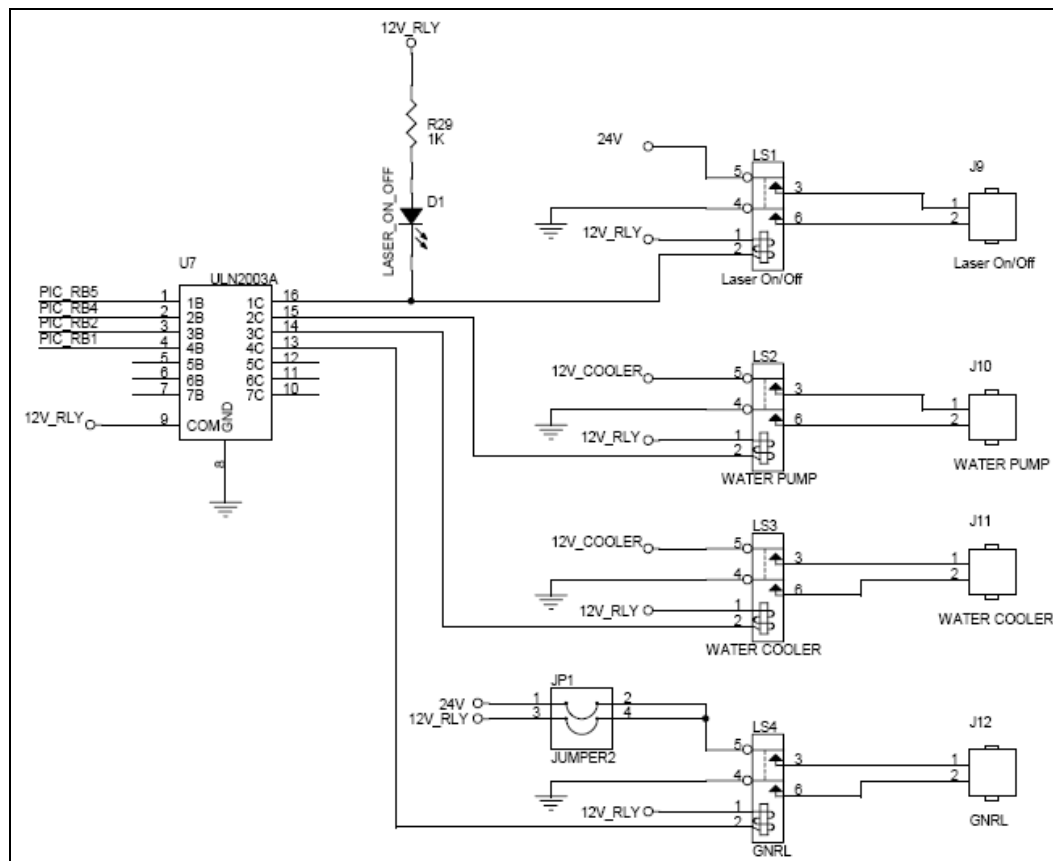 12V_RLY
R29
1K
LASER_ON_OFF
D1
24V
LS1
5
3
4
6
12V_RLY
1
2
Laser On/Off
J9
1
2
Laser On/Off
U7
ULN2003A
PIC_RB5 1 1B 1C 16
PIC_RB4 2 2B 2C 15
PIC_RB2 3 3B 3C 14
PIC_RB1 4 4B 4C 13
5 5B 5C 12
6 6B 6C 11
7 7B 7C 10
12V_RLY 9 COM GND
8
LS2
12V_COOLER
5
3
4
6
12V_RLY
1
2
WATER PUMP
J10
1
2
WATER PUMP
LS3
12V_COOLER
5
3
4
6
12V_RLY
1
2
WATER COOLER
J11
1
2
WATER COOLER
JP1
24V 1 2
12V_RLY 3 4
JUMPER2
LS4
5
3
4
6
12V_RLY
1
2
GNRL
J12
1
2
GNRL